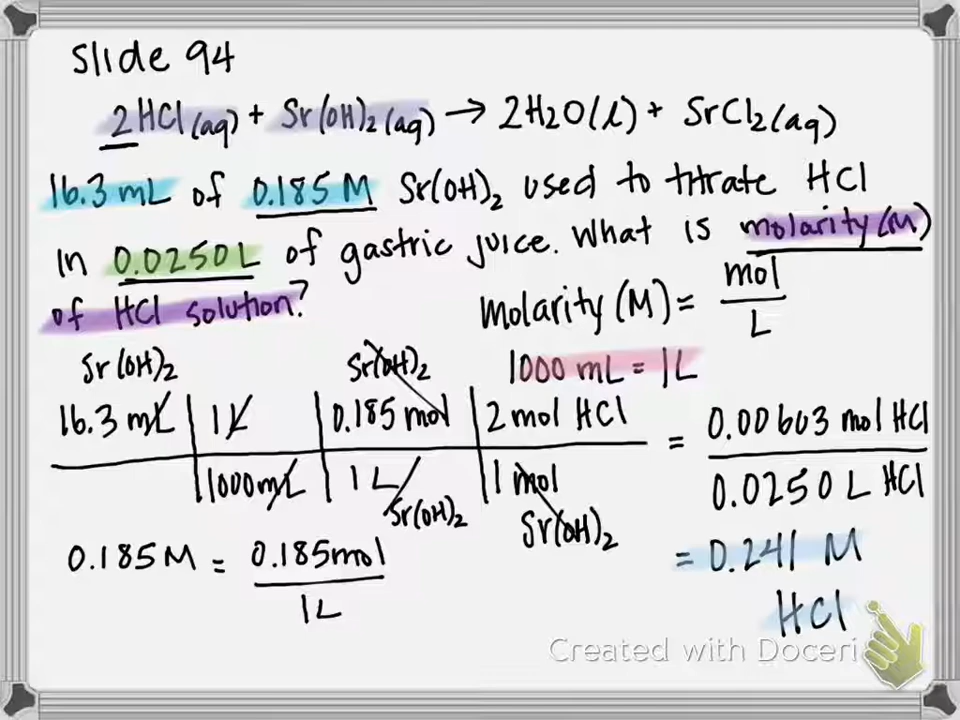 Slide 94
2HCl(aq) + Sr(OH)2(aq) → 2H2O(l) + SrCl2(aq)
16.3 mL of 0.185 M Sr(OH)2 used to titrate HCl
in 0.0250 L of gastric juice. What is molarity (M)
of HCl solution?
molarity (M) = mol / L
1000 mL = 1L
Sr(OH)2 Sr(OH)2
16.3 mL | 1L | 0.185 mol | 2 mol HCl = 0.00603 mol HCl
1000 mL | 1 L Sr(OH)2 | 1 mol Sr(OH)2 0.0250 L HCl
0.185 M = 0.185 mol / 1L
= 0.241 M
HCl
Created with Doceri